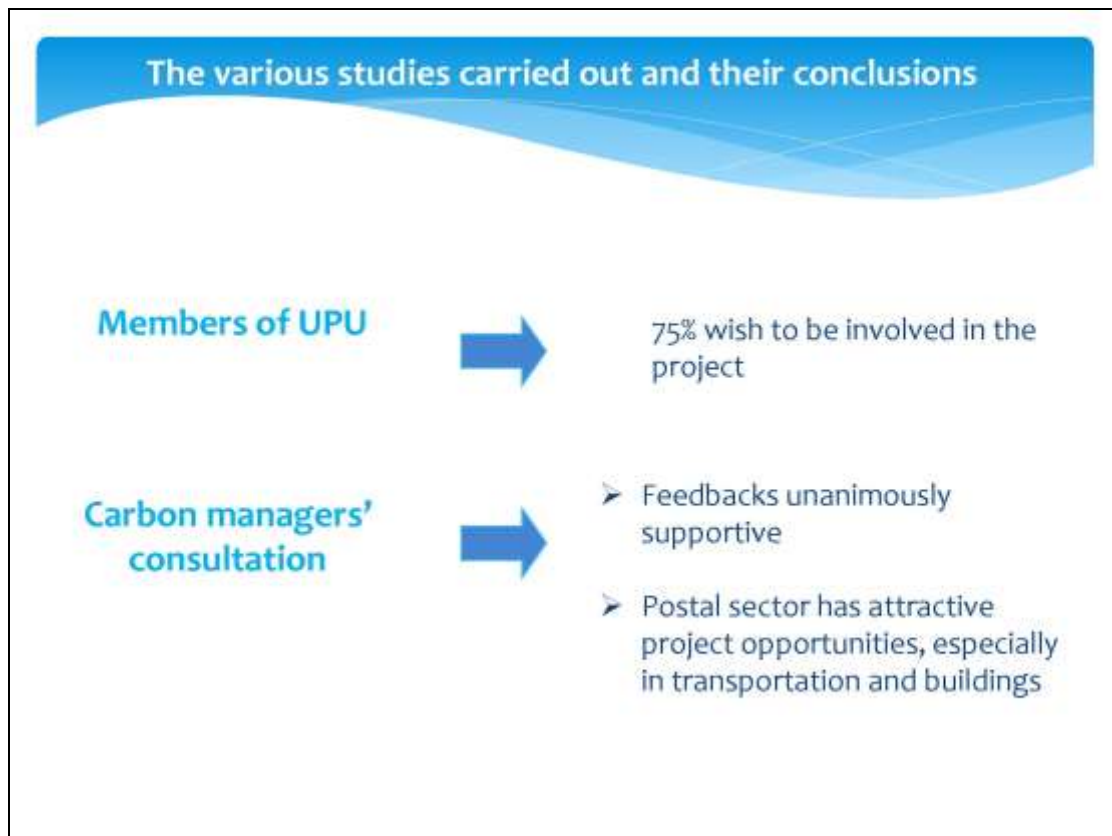 The various studies carried out and their conclusions
Members of UPU
75% wish to be involved in the
project
Carbon managers'
consultation
➢ Feedbacks unanimously
supportive
➢ Postal sector has attractive
project opportunities, especially
in transportation and buildings